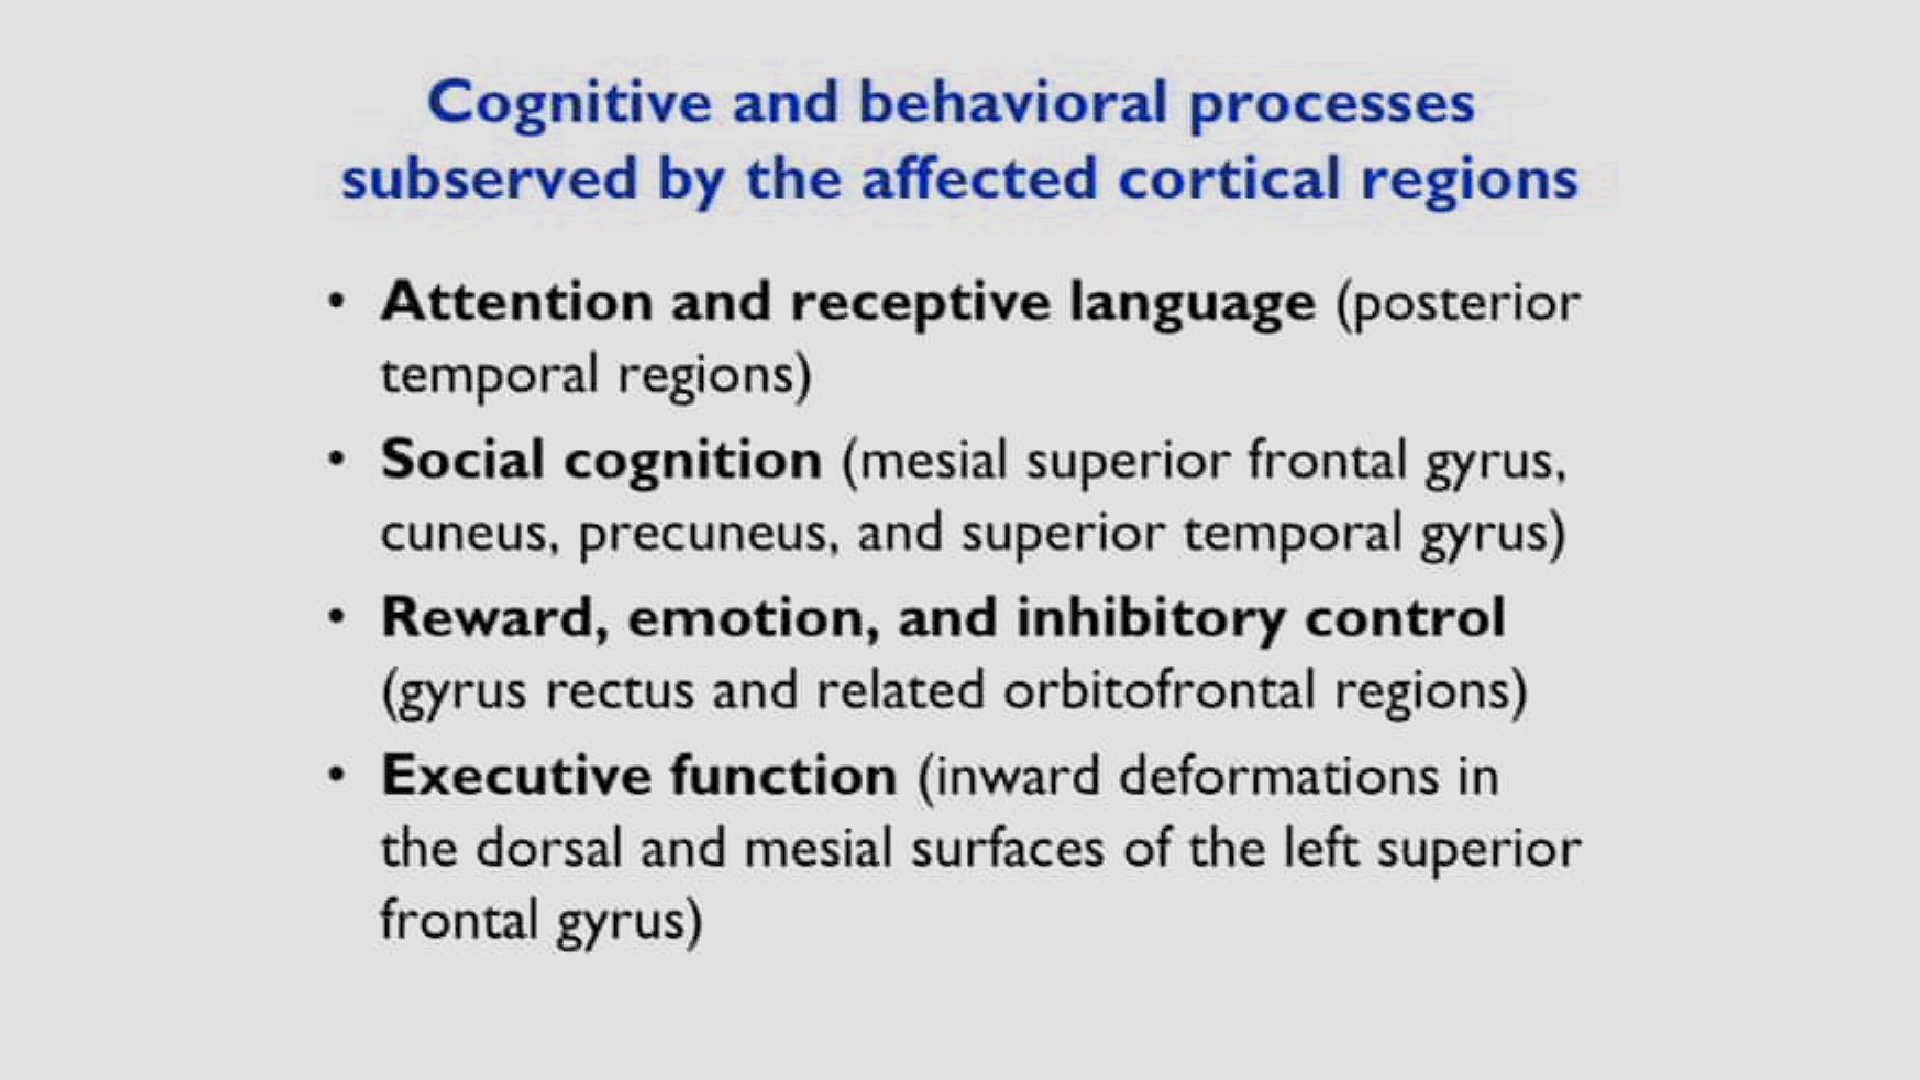 Cognitive and behavioral processes
subserved by the affected cortical regions
• Attention and receptive language (posterior
temporal regions)
• Social cognition (mesial superior frontal gyrus,
cuneus, precuneus, and superior temporal gyrus)
• Reward, emotion, and inhibitory control
(gyrus rectus and related orbitofrontal regions)
• Executive function (inward deformations in
the dorsal and mesial surfaces of the left superior
frontal gyrus)